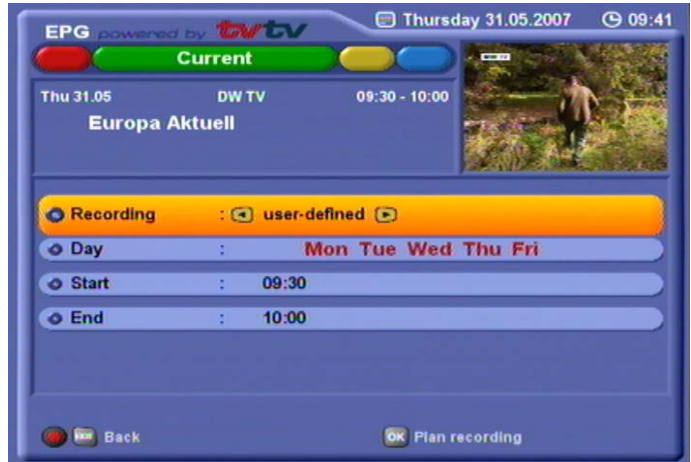 EPG powered by tvtv
Thursday 31.05.2007 09:41
Current
Thu 31.05 DW TV 09:30 - 10:00
Europa Aktuell
Recording : user-defined
Day : Mon Tue Wed Thu Fri
Start : 09:30
End : 10:00
EXIT Back
OK Plan recording